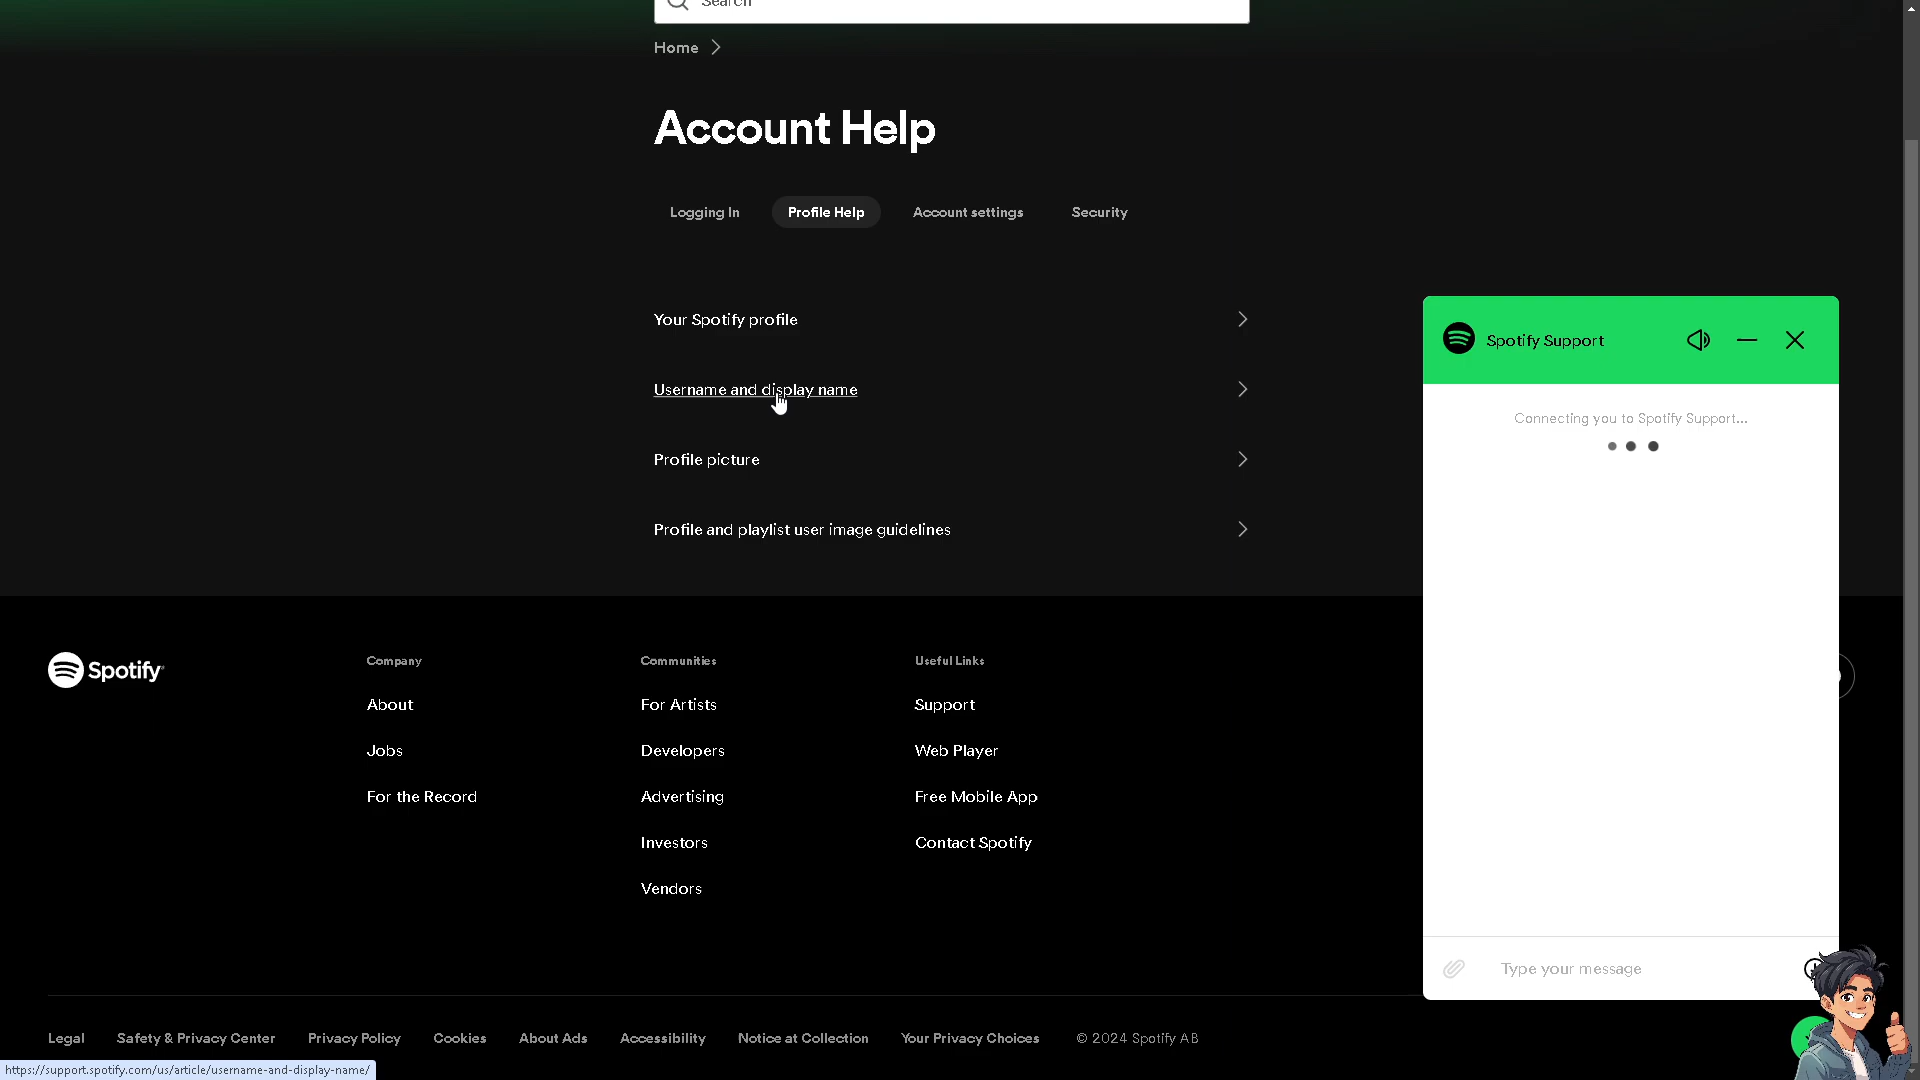 Search
Home
Account Help
Logging In
Profile Help
Account settings
Security
Your Spotify profile
Username and display name
Profile picture
Profile and playlist user image guidelines
Spotify Support
Connecting you to Spotify Support...
Type your message
Spotify
Company
About
Jobs
For the Record
Communities
For Artists
Developers
Advertising
Investors
Vendors
Useful Links
Support
Web Player
Free Mobile App
Contact Spotify
Legal
Safety & Privacy Center
Privacy Policy
Cookies
About Ads
Accessibility
Notice at Collection
Your Privacy Choices
© 2024 Spotify AB
https://support.spotify.com/us/article/username-and-display-name/